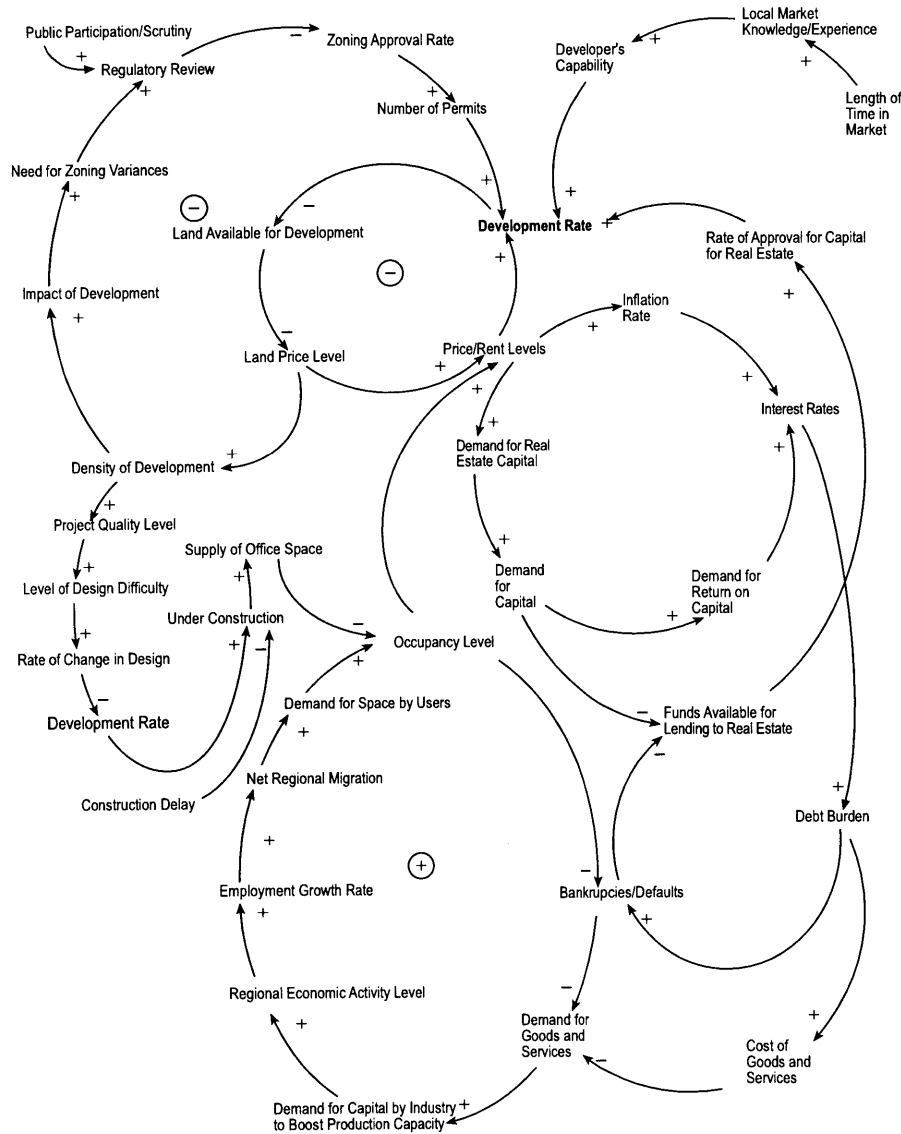 Public Participation/Scrutiny
+
Regulatory Review
+
−
Zoning Approval Rate
+
Number of Permits
+
Developer's
Capability
+
+
Local Market
Knowledge/Experience
+
Length of
Time in
Market
Need for Zoning Variances
+
−
Land Available for Development
−
−
Development Rate
+
+
Rate of Approval for Capital
for Real Estate
+
Impact of Development
+
−
Land Price Level
−
Price/Rent Levels
+
+
Inflation
Rate
+
Interest Rates
+
+
Density of Development
+
Demand for Real
Estate Capital
+
Project Quality Level
+
Level of Design Difficulty
+
Rate of Change in Design
+
Development Rate
−
Supply of Office Space
+
Under Construction
+
−
Construction Delay
Occupancy Level
−
+
Demand for Space by Users
+
Net Regional Migration
+
Employment Growth Rate
+
+
Regional Economic Activity Level
+
Demand for Capital by Industry
to Boost Production Capacity
+
Demand
for
Capital
+
Demand for
Return on
Capital
+
Funds Available for
Lending to Real Estate
−
−
Debt Burden
+
Bankrupcies/Defaults
−
+
Demand for
Goods and
Services
−
−
Cost of
Goods and
Services
+